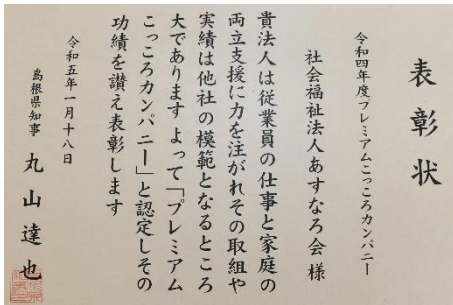 表彰状
令和四年度プレミアムこっころカンパニー
社会福祉法人あすなろ会 様
貴法人は従業員の仕事と家庭の
両立支援に力を注がれその取組や
実績は他社の模範となるところ
大であります よって「プレミアム
こっころカンパニー」と認定しその
功績を讃え表彰します
令和五年一月十八日
島根県知事 丸山達也